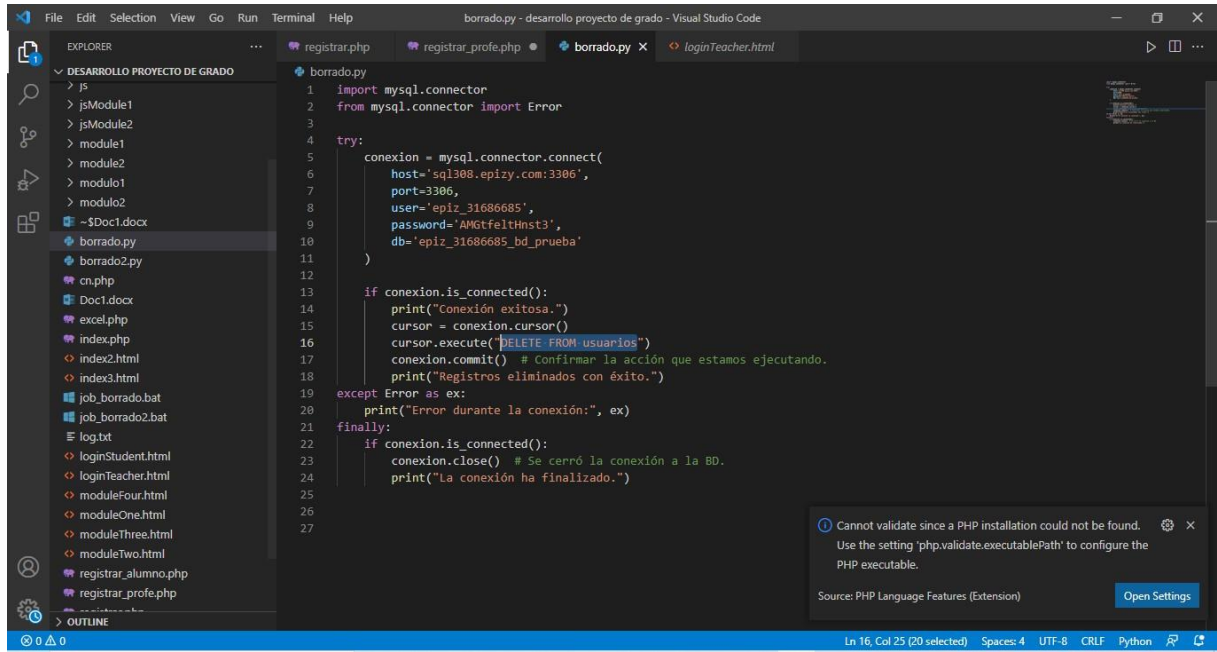 File Edit Selection View Go Run Terminal Help
borrado.py - desarrollo proyecto de grado - Visual Studio Code
EXPLORER
DESARROLLO PROYECTO DE GRADO
js
jsModule1
jsModule2
module1
module2
modulo1
modulo2
~$Doc1.docx
borrado.py
borrado2.py
cn.php
Doc1.docx
excel.php
index.php
index2.html
index3.html
job_borrado.bat
job_borrado2.bat
log.txt
loginStudent.html
loginTeacher.html
moduleFour.html
moduleOne.html
moduleThree.html
moduleTwo.html
registrar_alumno.php
registrar_profe.php
OUTLINE
1
registrar.php registrar_profe.php borrado.py loginTeacher.html
borrado.py
1 import mysql.connector
2 from mysql.connector import Error
3
4 try:
5 conexion = mysql.connector.connect(
6 host='sql308.epizy.com:3306',
7 port=3306,
8 user='epiz_31686685',
9 password='AMGtfeltHnst3',
10 db='epiz_31686685_bd_prueba'
11 )
12
13 if conexion.is_connected():
14 print("Conexión exitosa.")
15 cursor = conexion.cursor()
16 cursor.execute("DELETE FROM usuarios")
17 conexion.commit() # Confirmar la acción que estamos ejecutando.
18 print("Registros eliminados con éxito.")
19 except Error as ex:
20 print("Error durante la conexión:", ex)
21 finally:
22 if conexion.is_connected():
23 conexion.close() # Se cerró la conexión a la BD.
24 print("La conexión ha finalizado.")
25
26
27
Cannot validate since a PHP installation could not be found.
Use the setting 'php.validate.executablePath' to configure the
PHP executable.
Source: PHP Language Features (Extension)
Open Settings
0 0
Ln 16, Col 25 (20 selected) Spaces: 4 UTF-8 CRLF Python